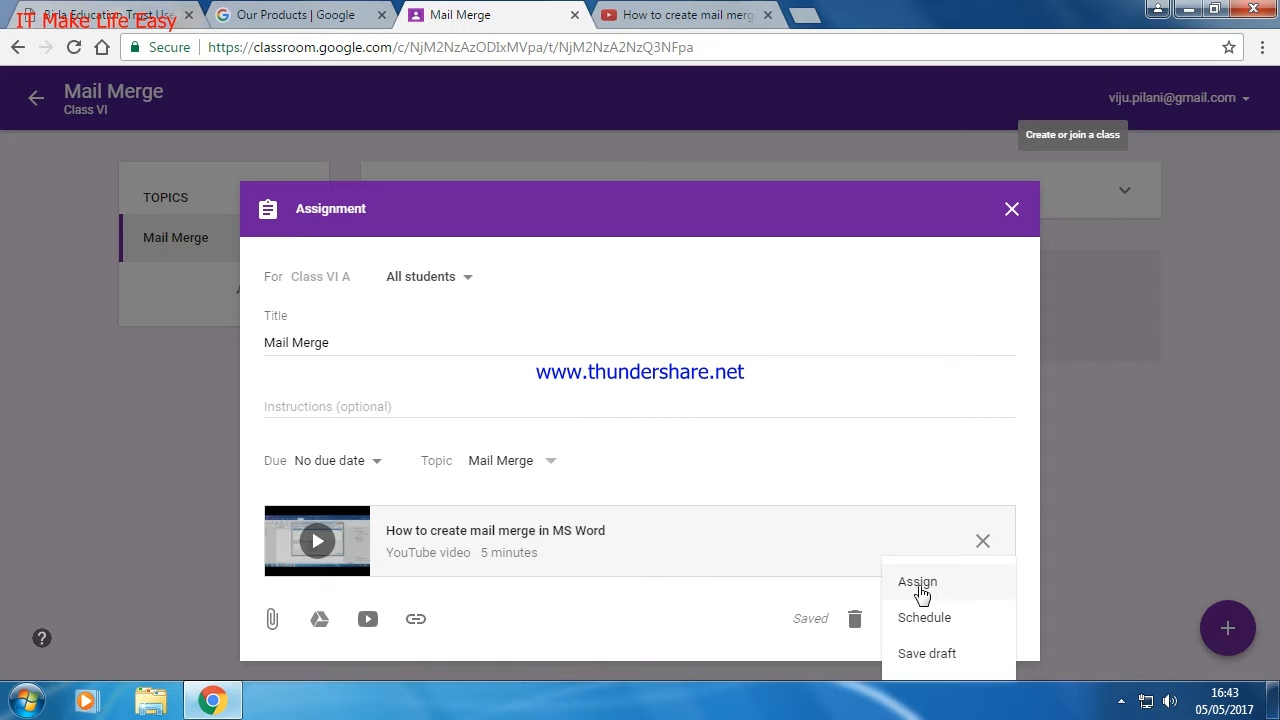 Birla Education Trust Use
Our Products | Google
Mail Merge
How to create mail merg
IT Make Life Easy
Secure
https://classroom.google.com/c/NjM2NzAzODIxMVpa/t/NjM2NzA2NzQ3NFpa
Mail Merge
Class VI
viju.pilani@gmail.com
Create or join a class
TOPICS
Mail Merge
Assignment
For Class VI A All students
Title
Mail Merge
www.thundershare.net
Instructions (optional)
Due No due date Topic Mail Merge
How to create mail merge in MS Word
YouTube video 5 minutes
Assign
Saved
Schedule
Save draft
16:43
05/05/2017